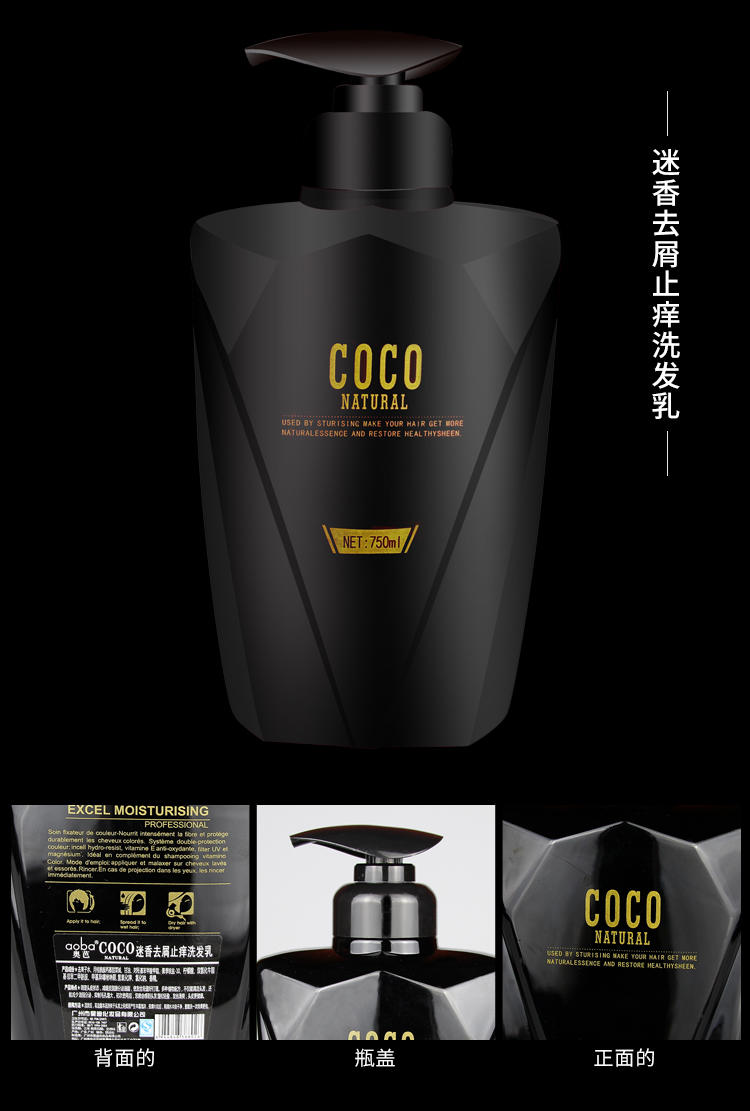 迷香去屑止痒洗发乳
COCO
NATURAL
USED BY STURISING MAKE YOUR HAIR GET MORE
NATURALESSENCE AND RESTORE HEALTHYSHEEN.
NET:750ml
EXCEL MOISTURISING
PROFESSIONAL
Soin fixateur de couleur-Nourrit intensément la fibre et protège
durablement les cheveux colorés. Système double-protection
couleur: incell hydro-resist, vitamine E anti-oxydante, filter UV et
magnésium. Idéal en complément du shampooing vitamino
Color. Mode d'emploi:appliquer et malaxer sur cheveux lavés
et essorés.Rincer.En cas de projection dans les yeux, les rincer
immédiatement.
Apply it to hair;
Spread it to
wet hair;
Dry hair with
dryer
aoba®
奥芭
COCO
NATURAL
迷香去屑止痒洗发乳
COCO
COCO
NATURAL
USED BY STURISING MAKE YOUR HAIR GET MORE
NATURALESSENCE AND RESTORE HEALTHYSHEEN.
背面的
瓶盖
正面的